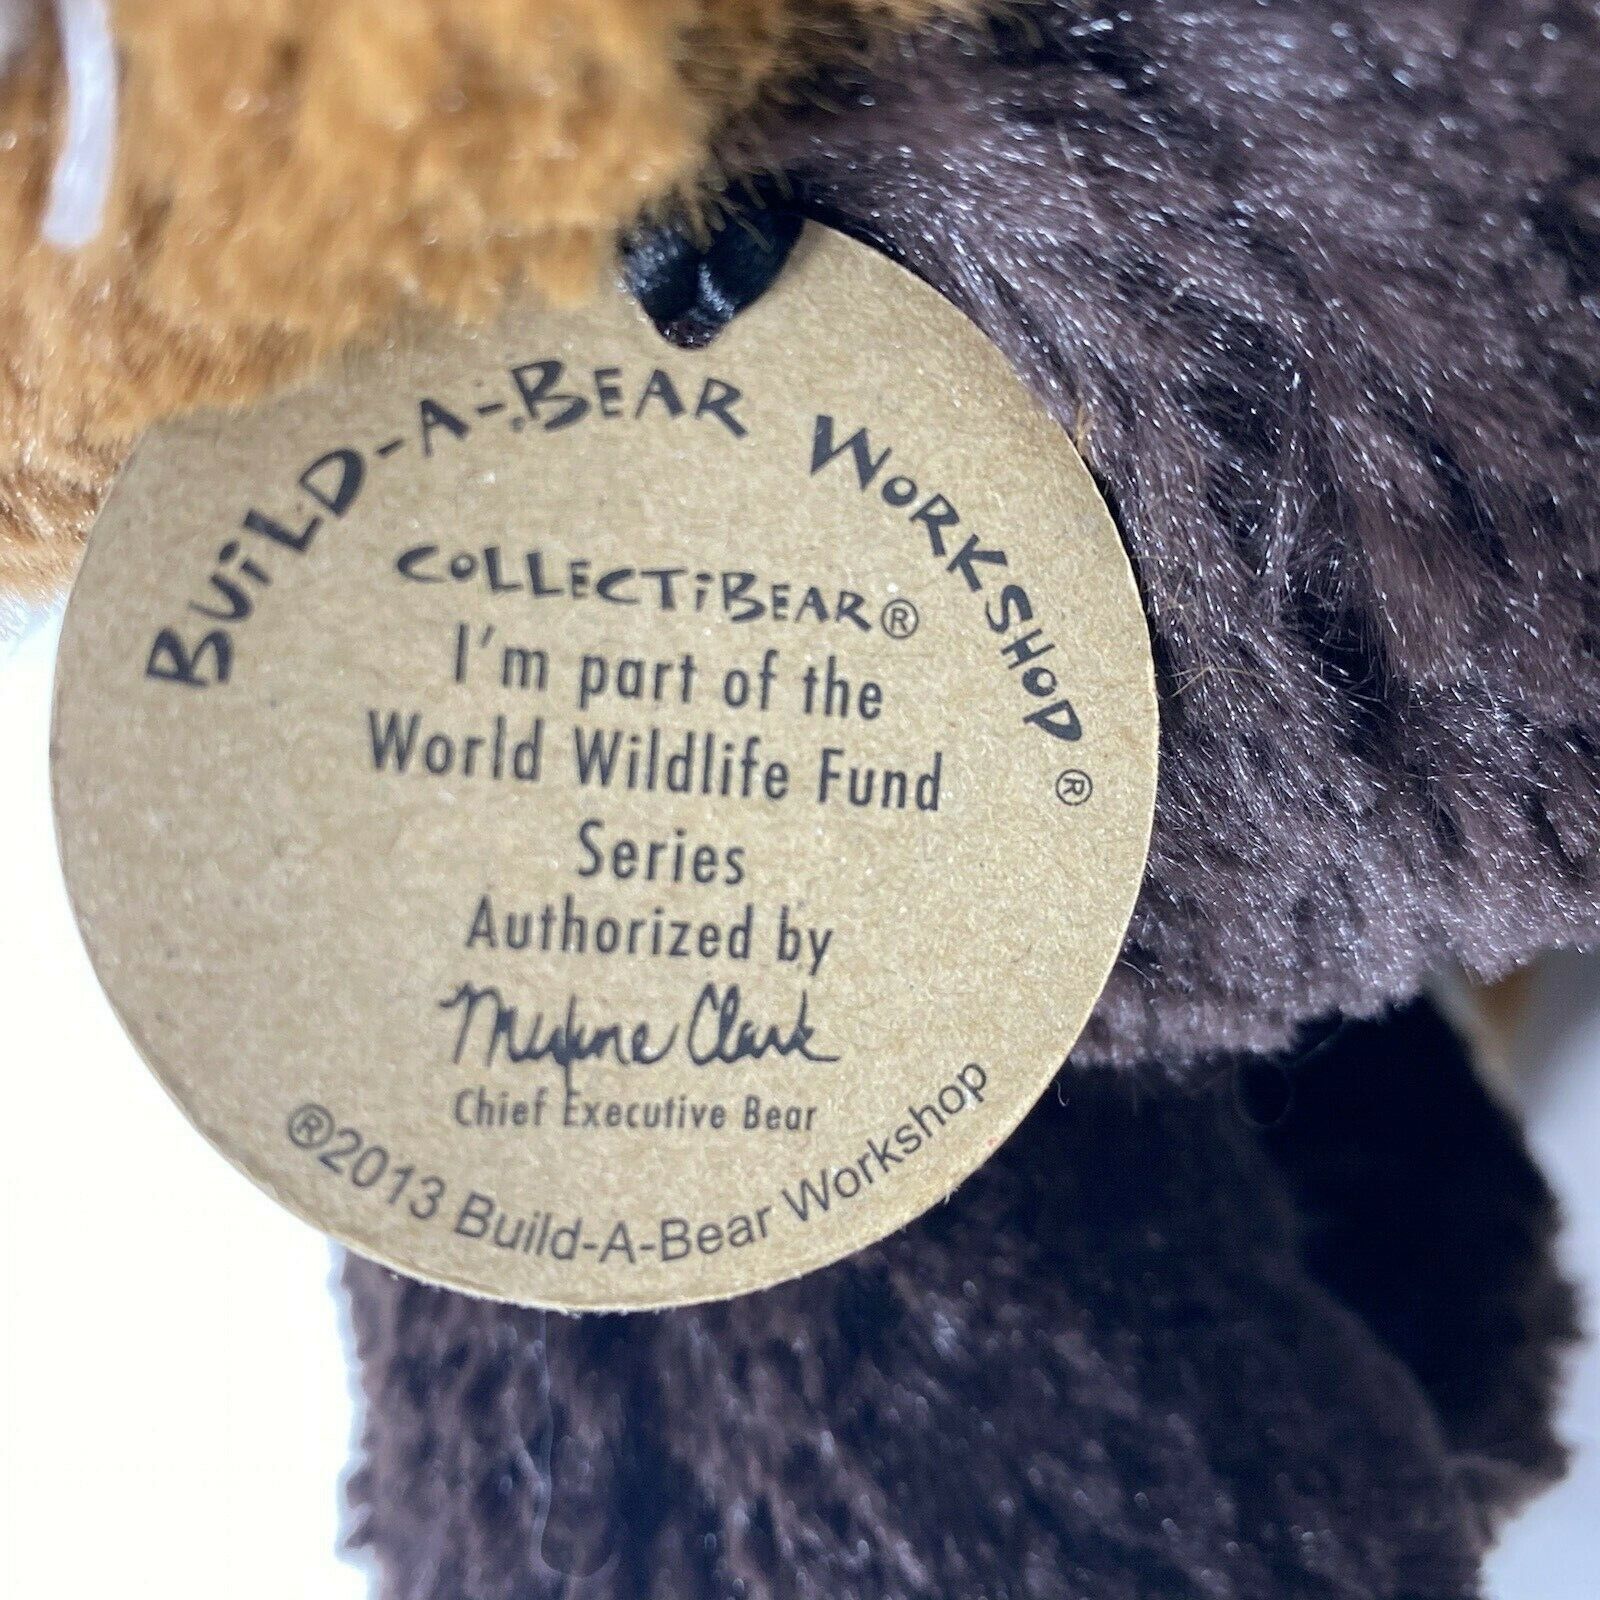 BUiLD-A-BEAR WORKSHOP ®
COLLECTiBEAR®
I'm part of the
World Wildlife Fund
Series
Authorized by
Maxine Clark
Chief Executive Bear
®2013 Build-A-Bear Workshop